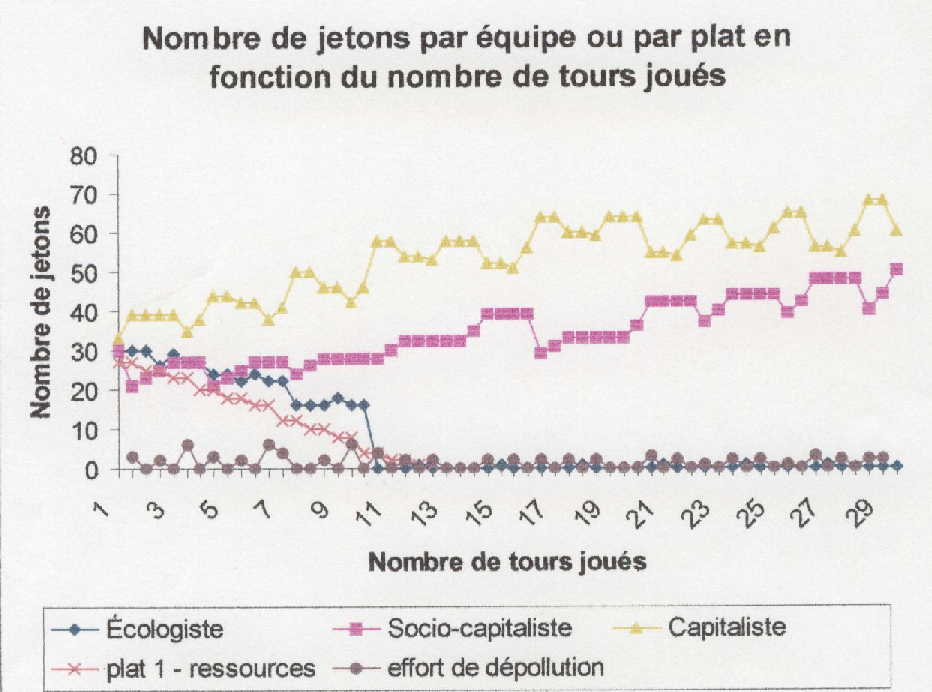 Nombre de jetons par équipe ou par plat en
fonction du nombre de tours joués
Nombre de jetons
80
70
60
50
40
30
20
10
0
1 3 5 7 9 11 13 15 17 19 21 23 25 27 29
Nombre de tours joués
Écologiste Socio-capitaliste Capitaliste
plat 1 - ressources effort de dépollution